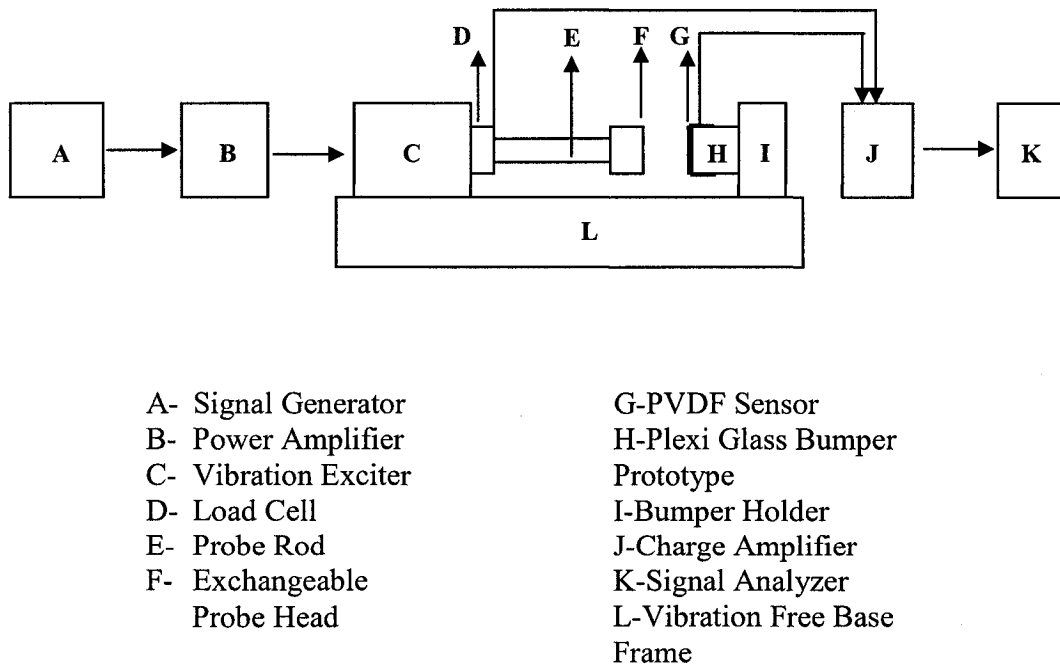 D
E
F
G
A
B
C
H
I
J
K
L
A- Signal Generator
B- Power Amplifier
C- Vibration Exciter
D- Load Cell
E- Probe Rod
F- Exchangeable
Probe Head
G-PVDF Sensor
H-Plexi Glass Bumper
Prototype
I-Bumper Holder
J-Charge Amplifier
K-Signal Analyzer
L-Vibration Free Base
Frame